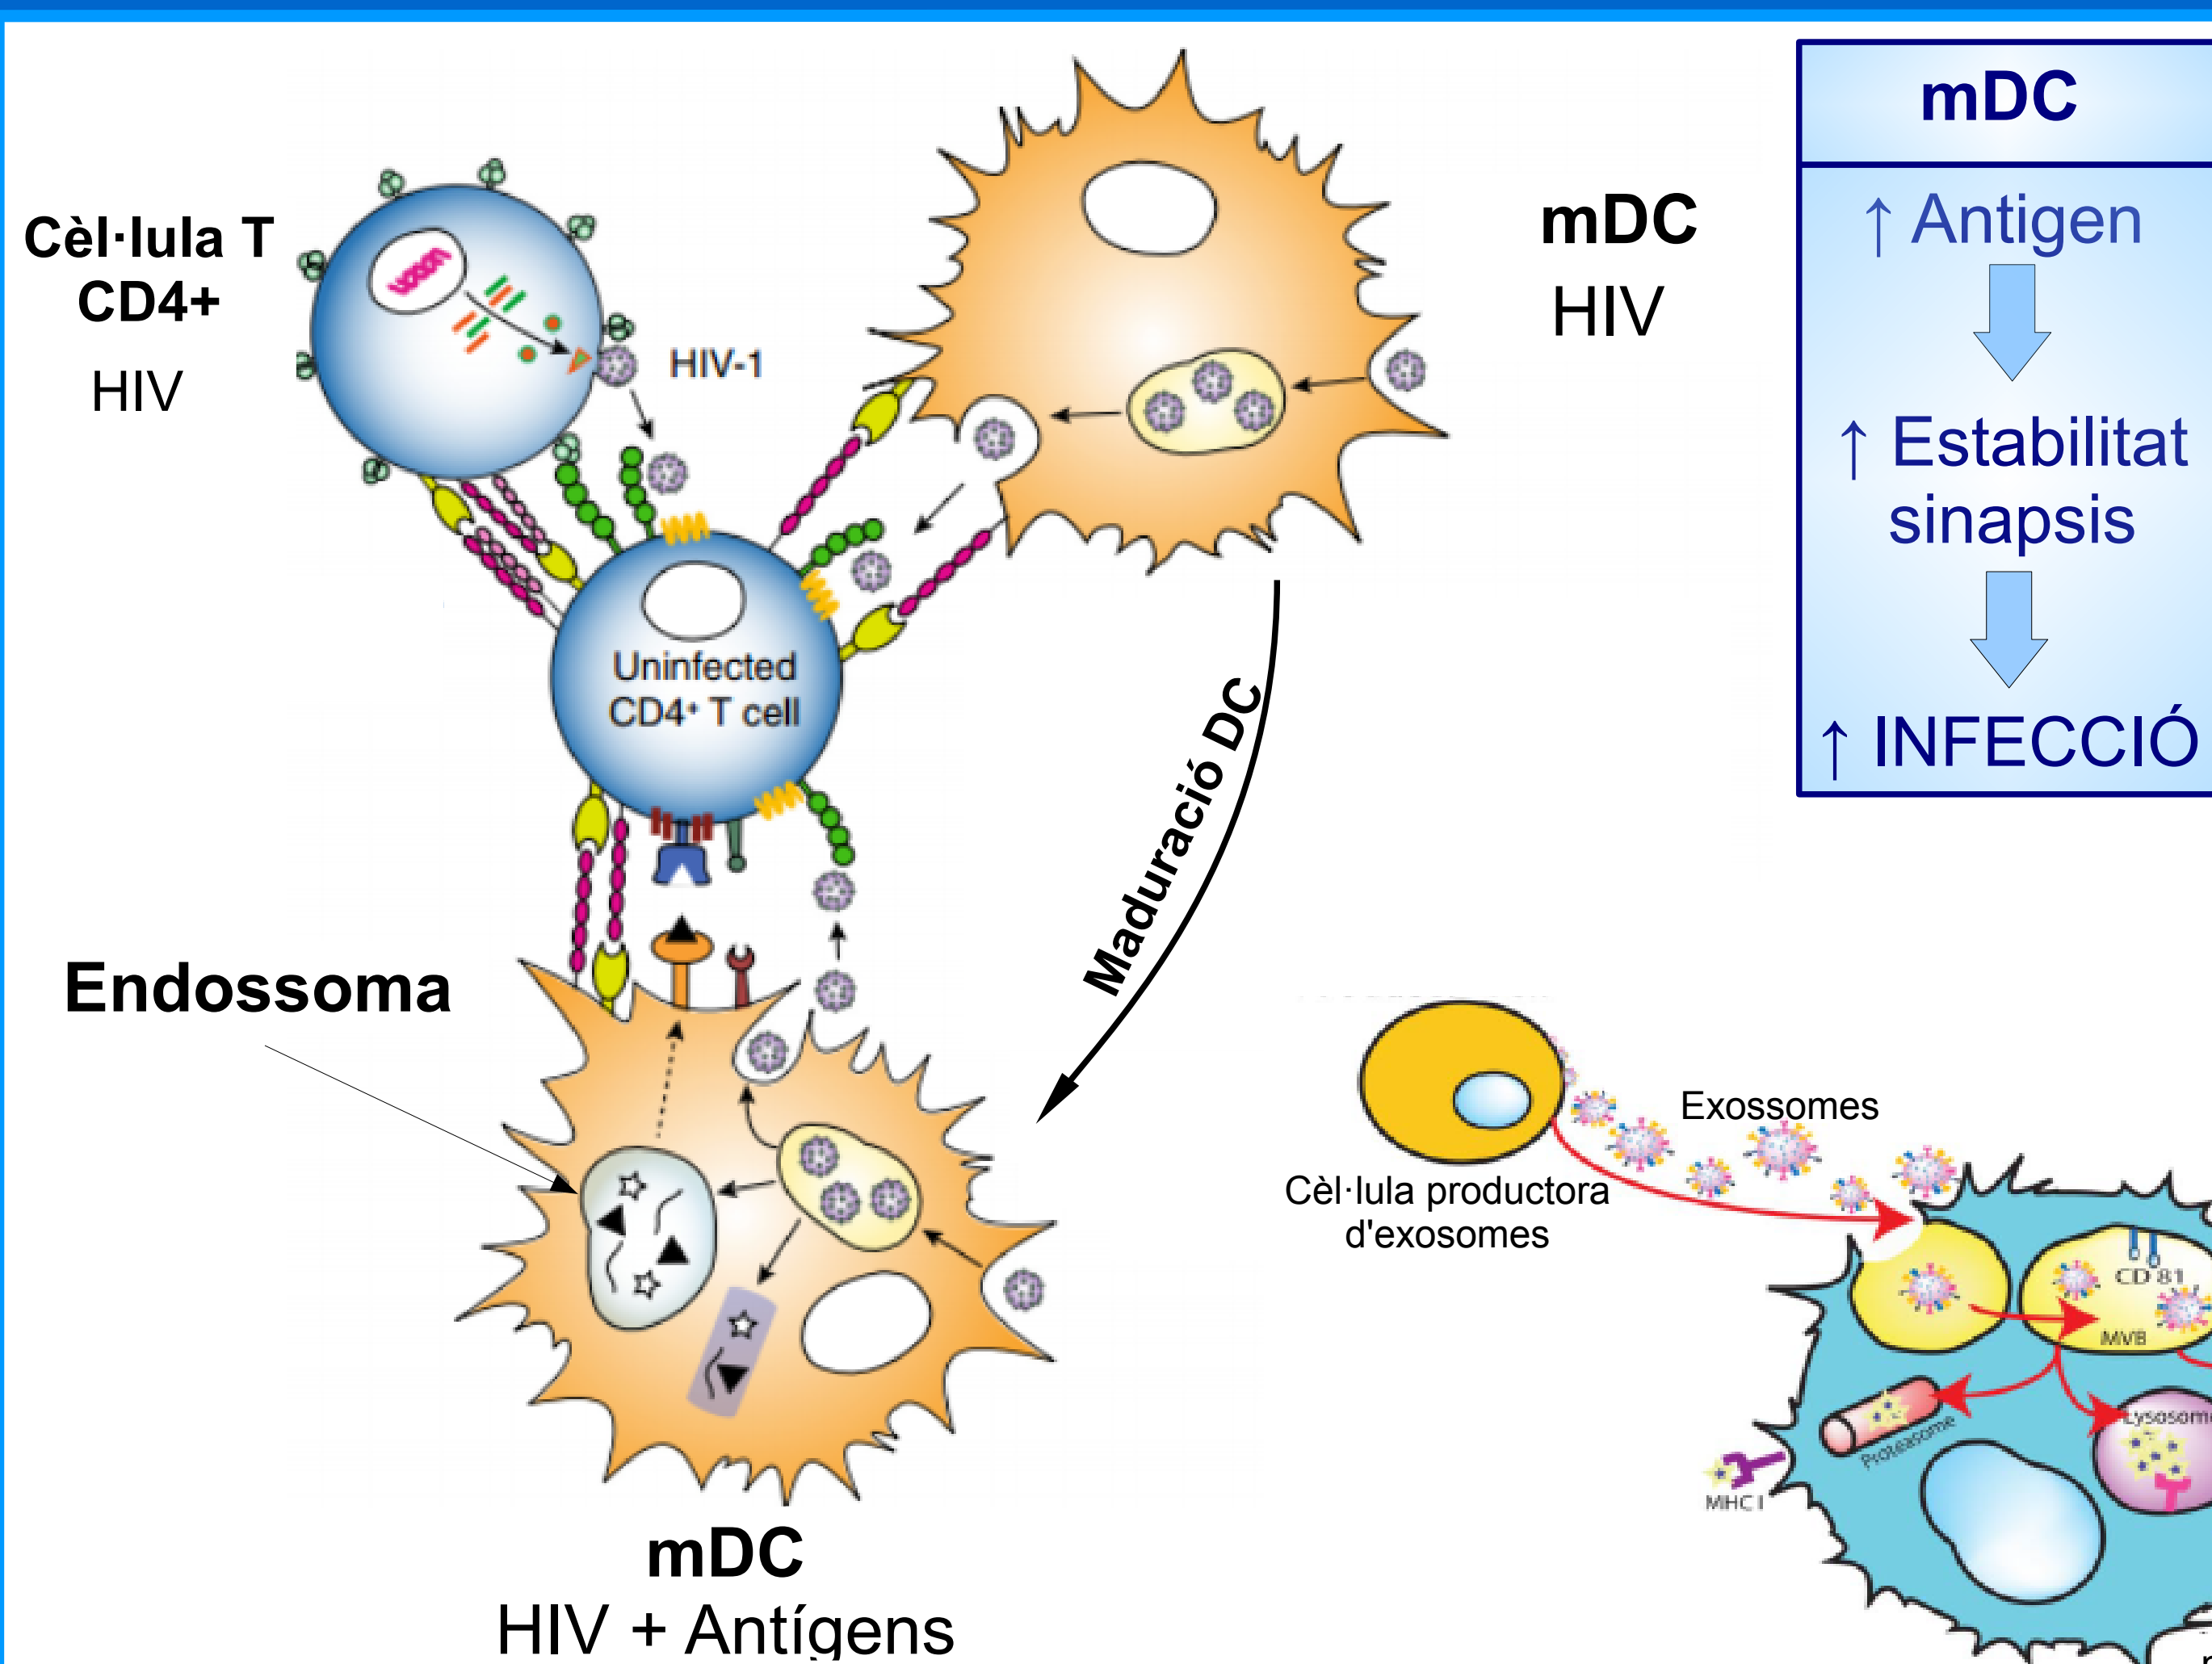 Cèl·lula T
CD4+
HIV
HIV-1
mDC
HIV
mDC
↑ Antigen
↑ Estabilitat
sinapsis
↑ INFECCIÓ
Uninfected
CD4⁺ T cell
Maduració DC
Endossoma
mDC
HIV + Antígens
Exossomes
Cèl·lula productora
d'exosomes
CD 81
MVB
Proteasome
Lysosome
MHC I